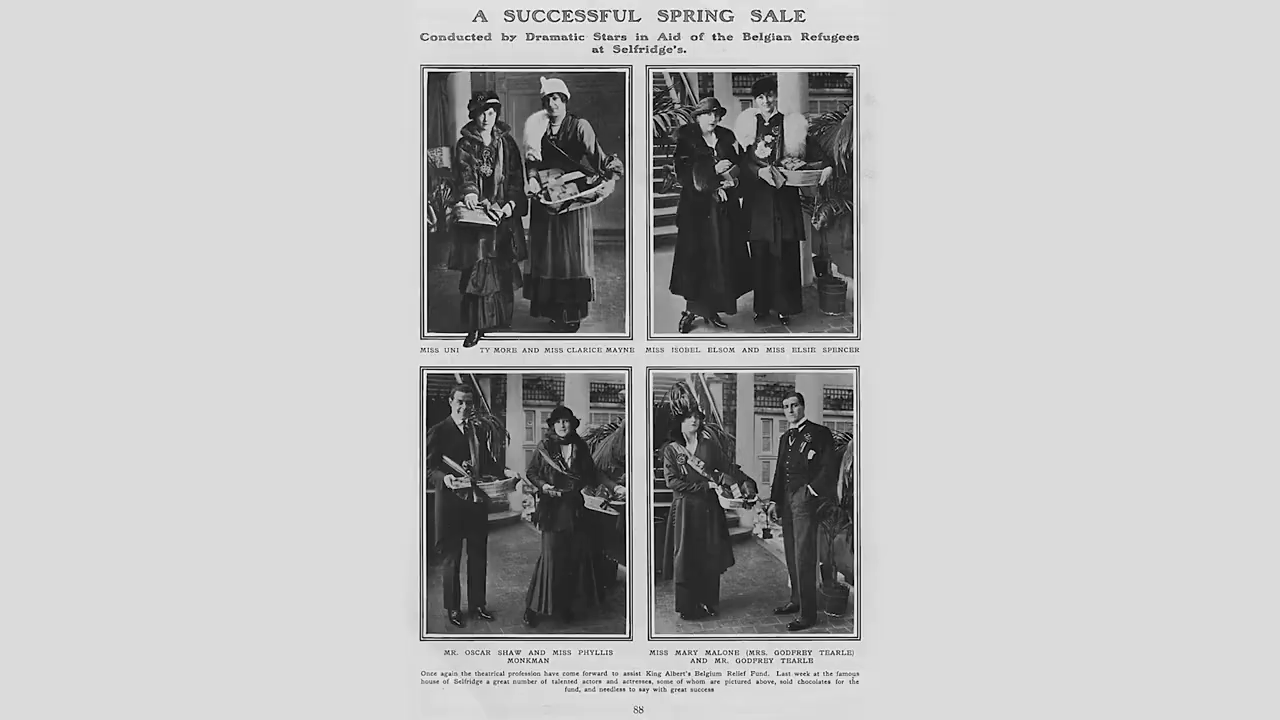 A SUCCESSFUL SPRING SALE
Conducted by Dramatic Stars in Aid of the Belgian Refugees
at Selfridge's.
MISS UNI TY MORE AND MISS CLARICE MAYNE
MISS ISOBEL ELSOM AND MISS ELSIE SPENCER
MR. OSCAR SHAW AND MISS PHYLLIS
MONKMAN
MISS MARY MALONE (MRS. GODFREY TEARLE)
AND MR. GODFREY TEARLE
Once again the theatrical profession have come forward to assist King Albert's Belgium Relief Fund. Last week at the famous
house of Selfridge a great number of talented actors and actresses, some of whom are pictured above, sold chocolates for the
fund, and needless to say with great success
88